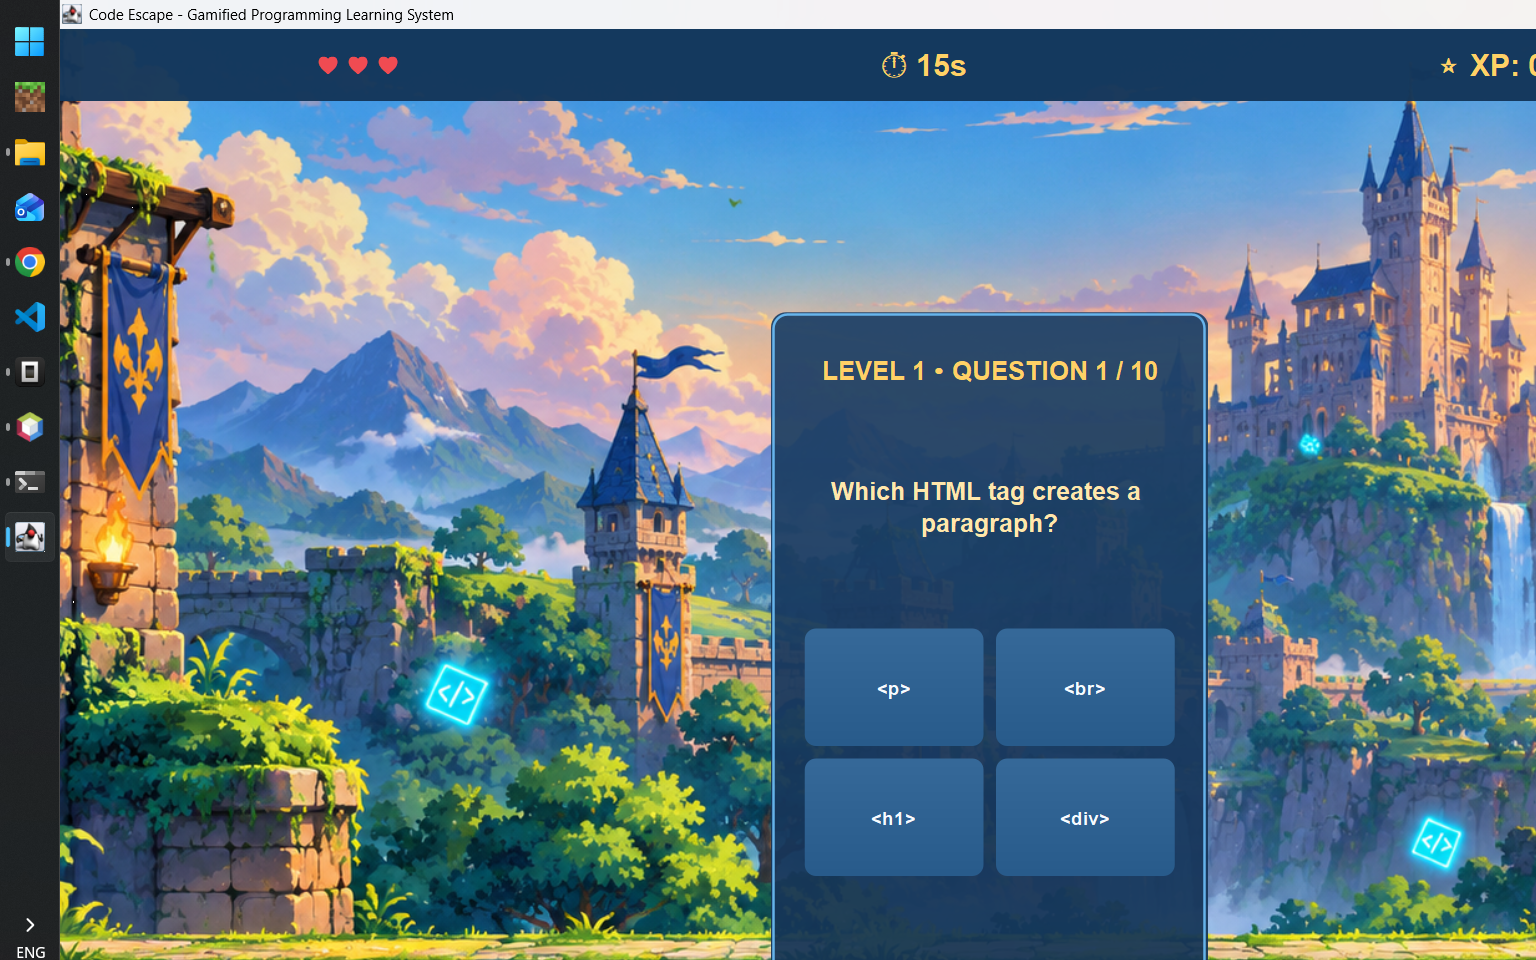 Code Escape - Gamified Programming Learning System
15s
XP: 0
LEVEL 1 • QUESTION 1 / 10
Which HTML tag creates a
paragraph?
<p>
<br>
<h1>
<div>
</>
</>
ENG